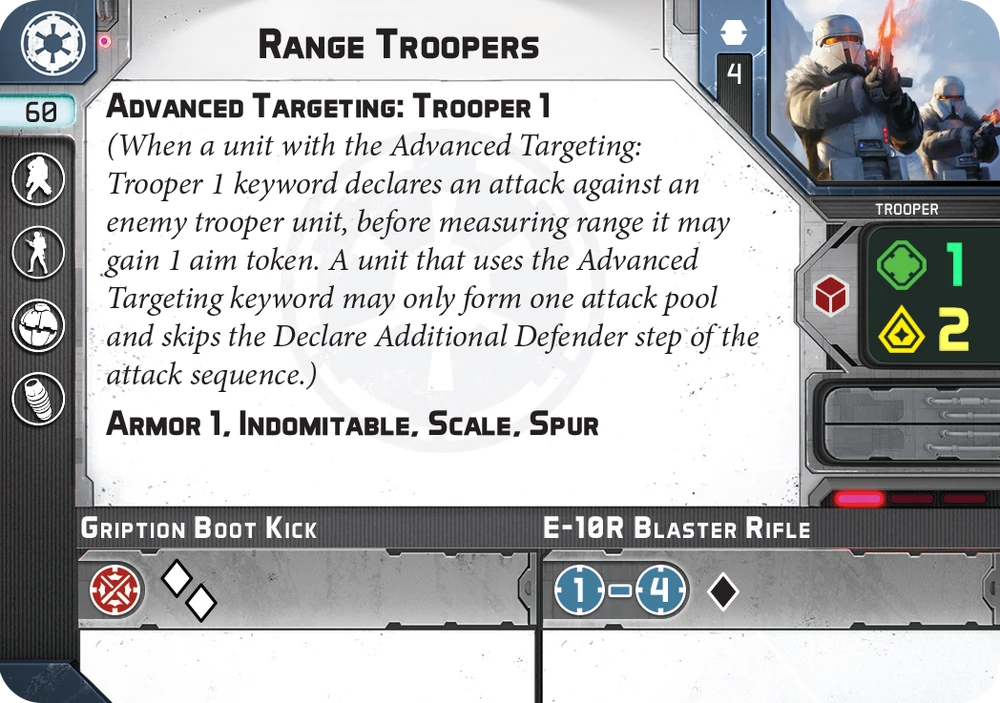 Range Troopers
4
60
Advanced Targeting: Trooper 1
(When a unit with the Advanced Targeting:
Trooper 1 keyword declares an attack against an
enemy trooper unit, before measuring range it may
gain 1 aim token. A unit that uses the Advanced
Targeting keyword may only form one attack pool
and skips the Declare Additional Defender step of the
attack sequence.)
Armor 1, Indomitable, Scale, Spur
TROOPER
1
2
Gription Boot Kick
E-10R Blaster Rifle
1-4